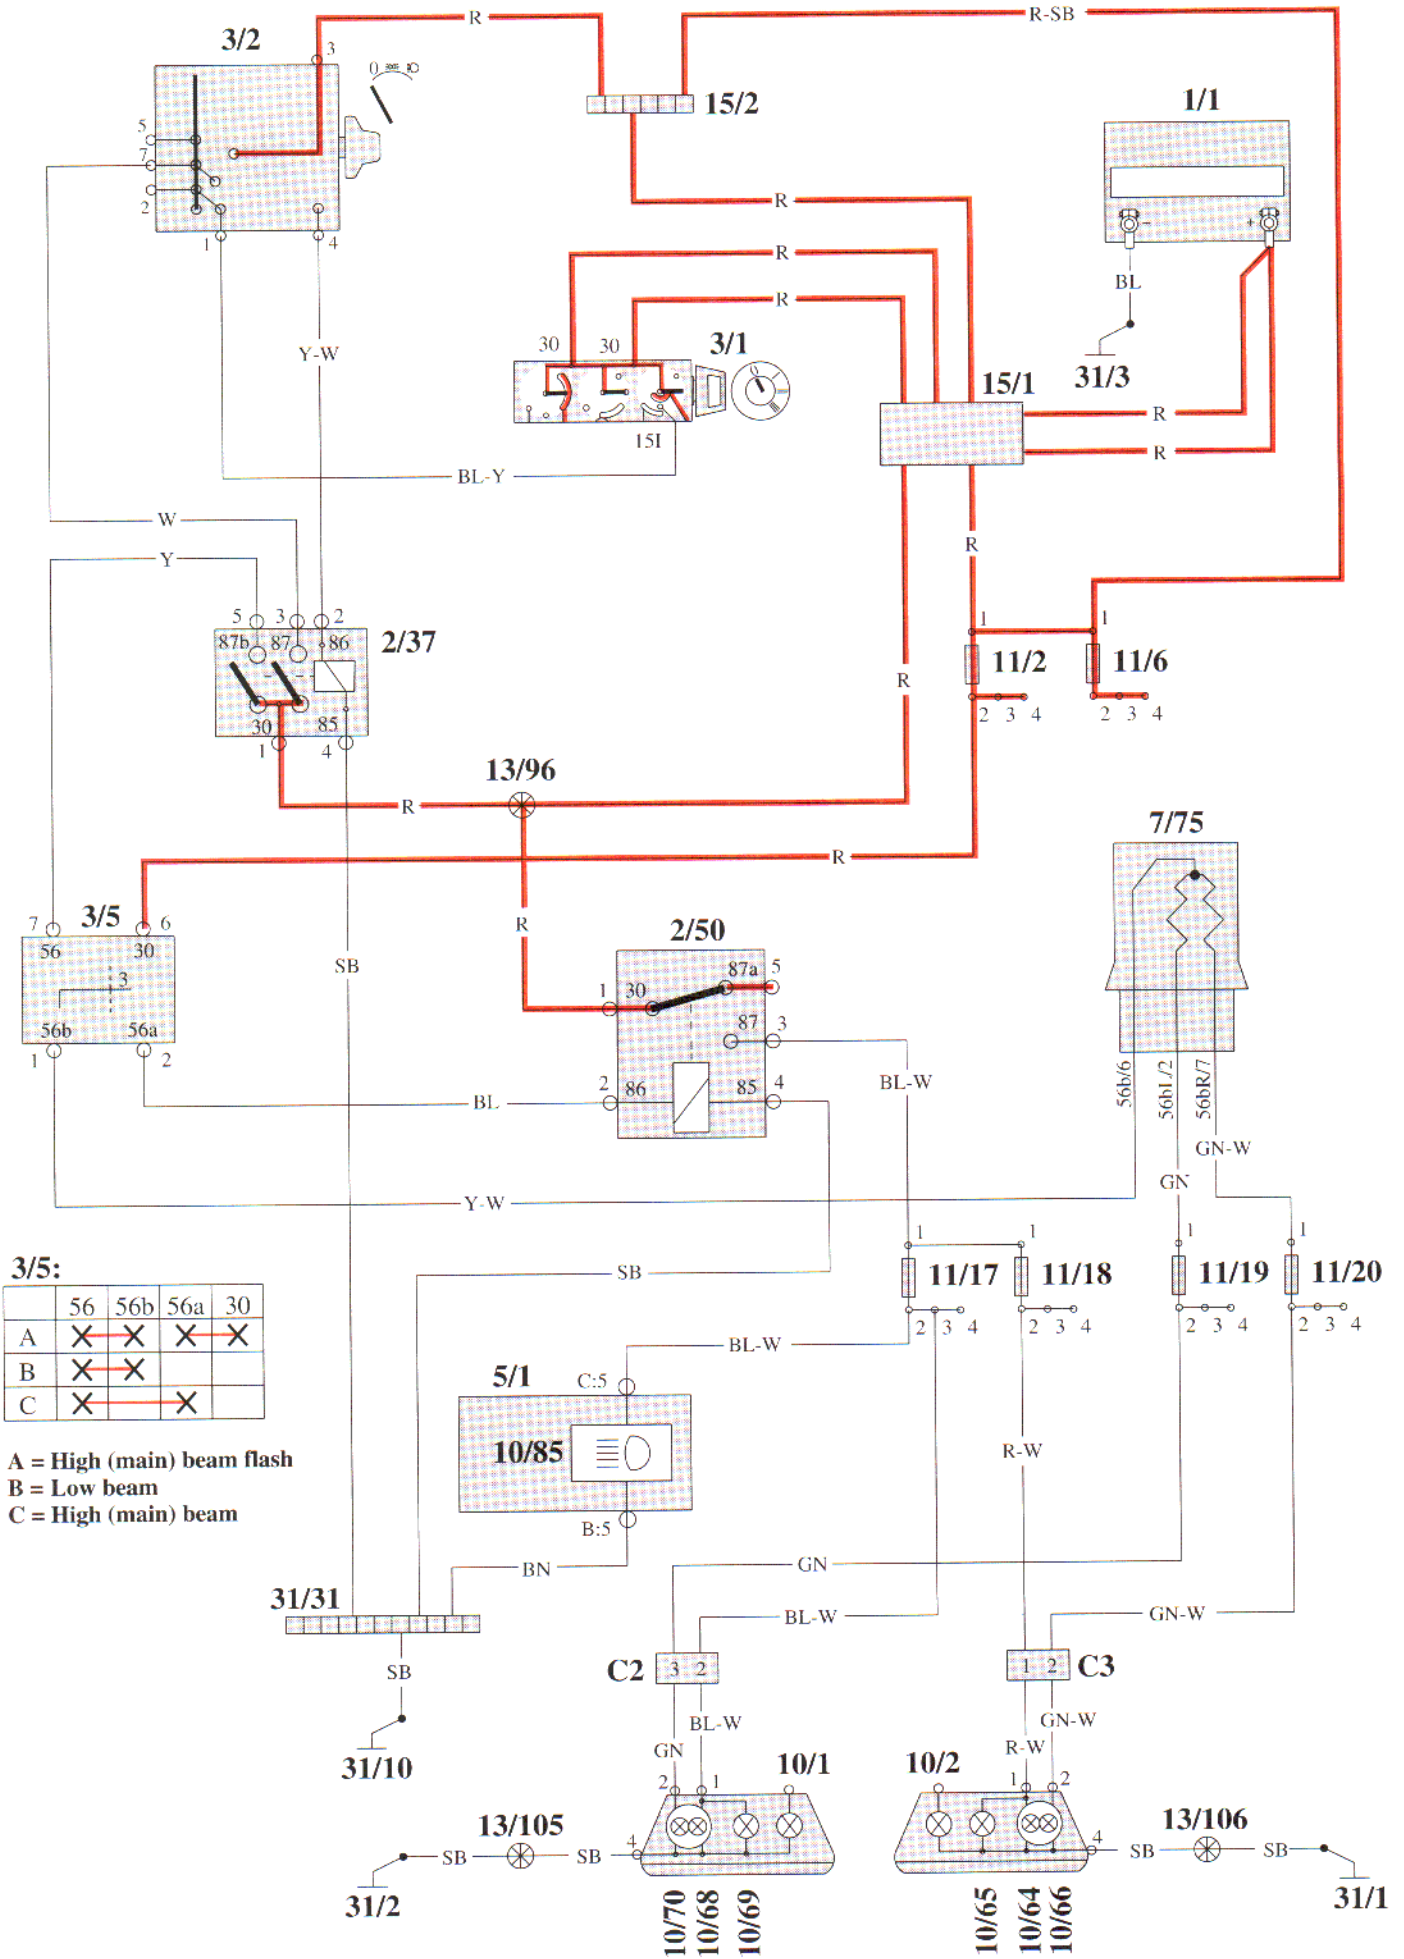 R
R-SB
3/2
3
0
15/2
1/1
5
7
2
1
4
R
R
R
- +
BL
Y-W
30 30
3/1
15I
31/3
15/1
R
R
BL-Y
W
Y
R
5 3 2
87b 87 86
2/37
1 1
11/2 11/6
R
2 3 4 2 3 4
30 85
1 4
13/96
R
7/75
R
7 3/5 6
56 30
R
2/50
SB
3
87a 5
1 30
56b 56a
87 3
1 2
BL-W
2 86 85 4
BL
56b/6 56bL/2 56bR/7
GN-W
GN
Y-W
1 1 1
3/5:
SB
11/17 11/18 11/19 11/20
56 56b 56a 30
A X X X X
B X X
C X X
2 3 4 2 3 4 2 3 4 2 3 4
BL-W
5/1 C:5
10/85
R-W
A = High (main) beam flash
B = Low beam
C = High (main) beam
B:5
BN
GN
31/31
BL-W
GN-W
SB
C2 3 2
1 2 C3
BL-W
GN-W
GN
R-W
31/10
10/1
10/2
2 1
1 2
13/105
13/106
4
4
SB SB
SB SB
31/2
31/1
10/70 10/68 10/69
10/65 10/64 10/66